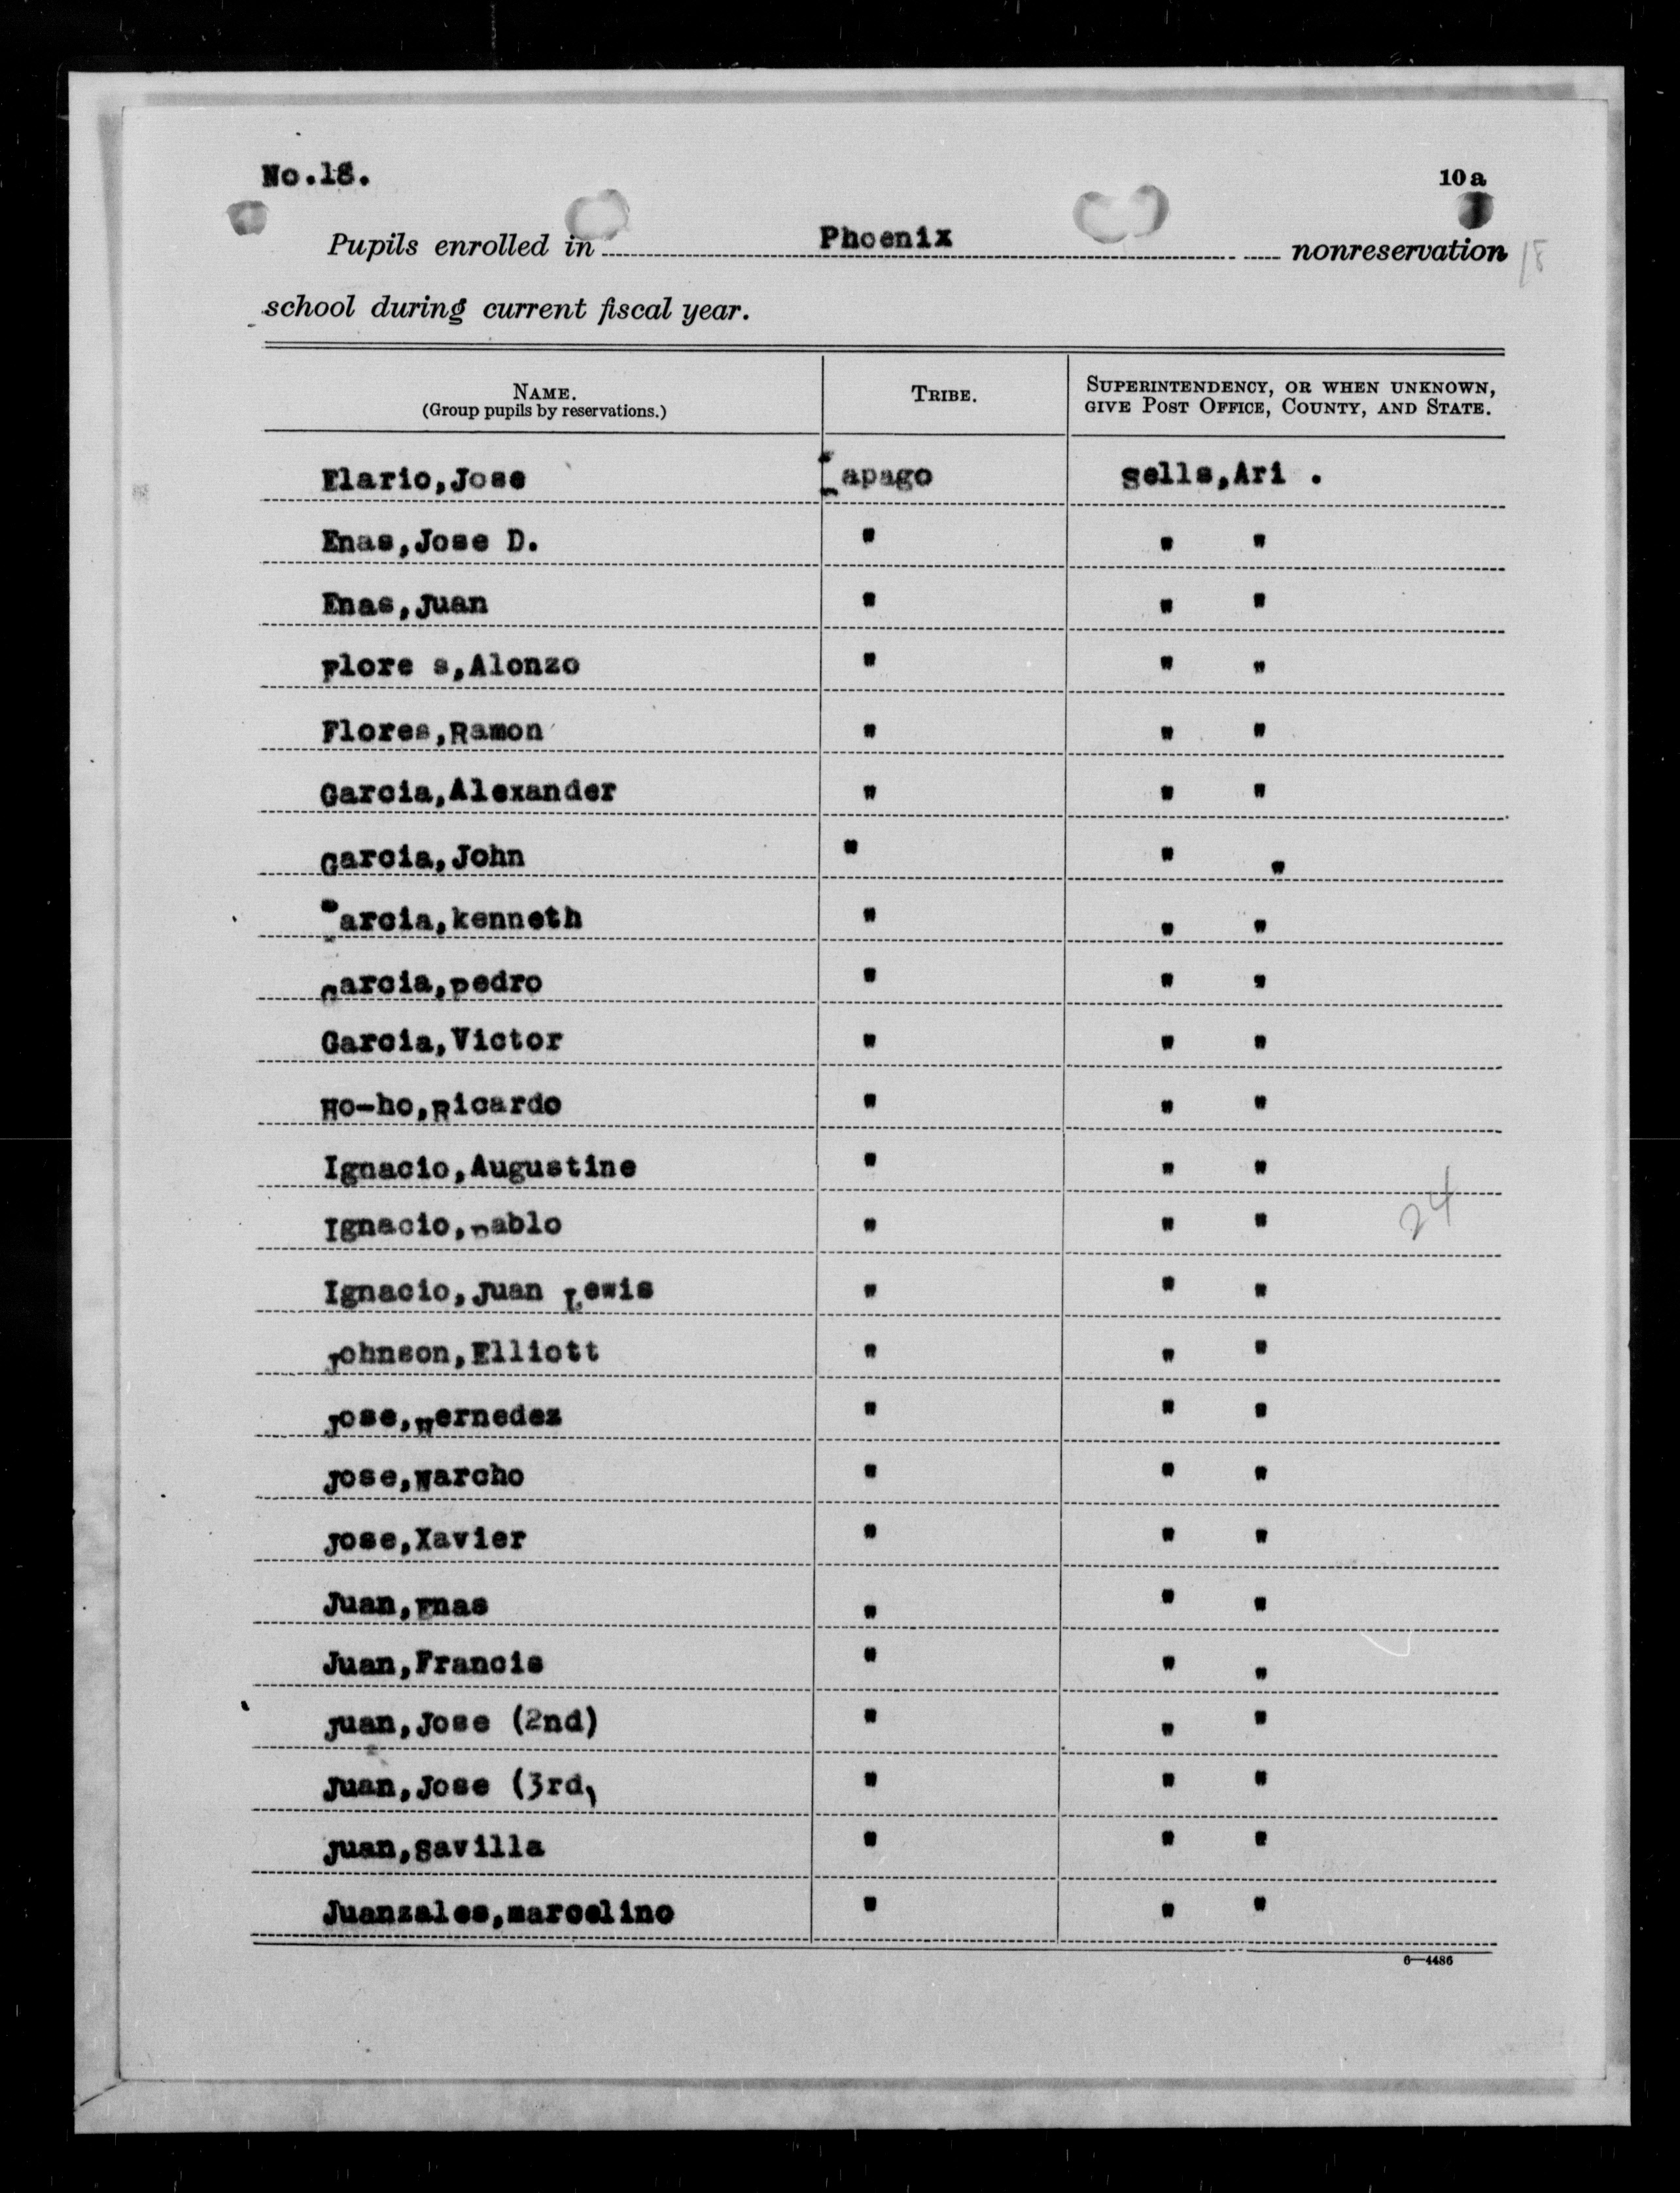 No.18.
10a
Pupils enrolled in Phoenix nonreservation 18
school during current fiscal year.
NAME.
(Group pupils by reservations.)
TRIBE.
SUPERINTENDENCY, OR WHEN UNKNOWN,
GIVE POST OFFICE, COUNTY, AND STATE.
Elario,Jose Papago Sells,Ari .
Enas,Jose D. " " "
Enas,Juan " " "
Flore s,Alonzo " " "
Flores,Ramon " " "
Garcia,Alexander " " "
Garcia,John " " "
Garcia,kenneth " " "
Garcia,Pedro " " "
Garcia,Victor " " "
Ho-ho,Ricardo " " "
Ignacio,Augustine " " "
Ignacio,Pablo " " "
24
Ignacio,Juan Lewis " " "
Johnson,Elliott " " "
Jose,Wernedez " " "
Jose,Warcho " " "
Jose,Xavier " " "
Juan,Enas " " "
Juan,Francis " " "
Juan,Jose (2nd) " " "
Juan,Jose (3rd) " " "
Juan,Savilla " " "
Juanzales,marcelino " " "
6—4486